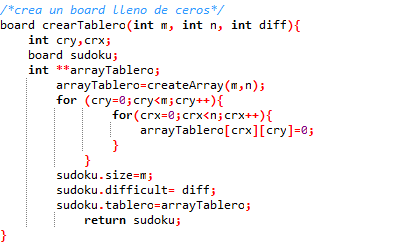 /*crea un board lleno de ceros*/
board crearTablero(int m, int n, int diff){
int cry,crx;
board sudoku;
int **arrayTablero;
arrayTablero=createArray(m,n);
for (cry=0;cry<m;cry++){
for(crx=0;crx<n;crx++){
arrayTablero[crx][cry]=0;
}
}
sudoku.size=m;
sudoku.difficult= diff;
sudoku.tablero=arrayTablero;
return sudoku;
}